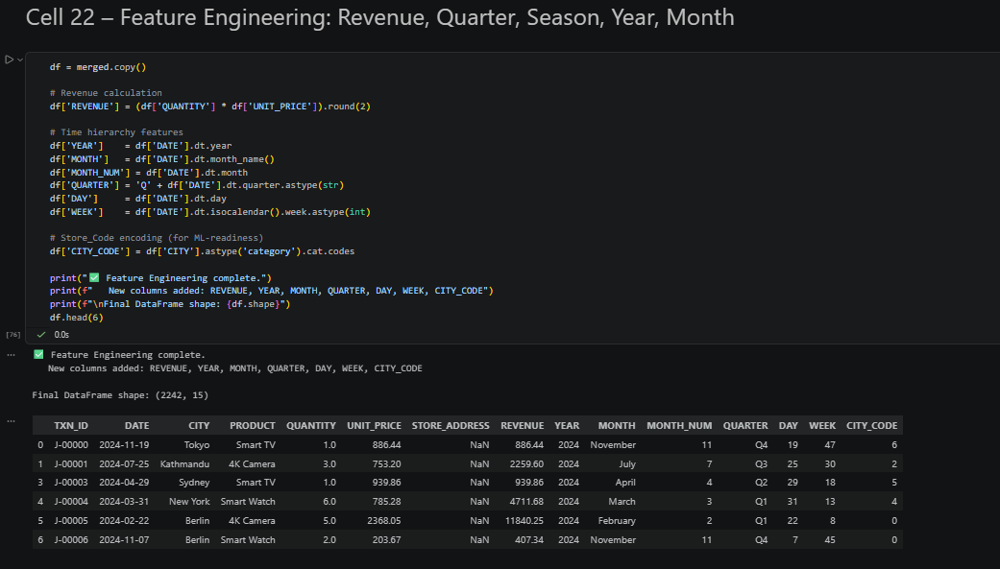 Cell 22 – Feature Engineering: Revenue, Quarter, Season, Year, Month
df = merged.copy()
# Revenue calculation
df['REVENUE'] = (df['QUANTITY'] * df['UNIT_PRICE']).round(2)
# Time hierarchy features
df['YEAR']    = df['DATE'].dt.year
df['MONTH']   = df['DATE'].dt.month_name()
df['MONTH_NUM'] = df['DATE'].dt.month
df['QUARTER'] = 'Q' + df['DATE'].dt.quarter.astype(str)
df['DAY']     = df['DATE'].dt.day
df['WEEK']    = df['DATE'].dt.isocalendar().week.astype(int)
# Store_Code encoding (for ML-readiness)
df['CITY_CODE'] = df['CITY'].astype('category').cat.codes
print("✅ Feature Engineering complete.")
print(f"   New columns added: REVENUE, YEAR, MONTH, QUARTER, DAY, WEEK, CITY_CODE")
print(f"\nFinal DataFrame shape: {df.shape}")
df.head(6)
[76] ✓ 0.0s
✅ Feature Engineering complete.
   New columns added: REVENUE, YEAR, MONTH, QUARTER, DAY, WEEK, CITY_CODE
Final DataFrame shape: (2242, 15)
TXN_ID DATE CITY PRODUCT QUANTITY UNIT_PRICE STORE_ADDRESS REVENUE YEAR MONTH MONTH_NUM QUARTER DAY WEEK CITY_CODE
0 J-00000 2024-11-19 Tokyo Smart TV 1.0 886.44 NaN 886.44 2024 November 11 Q4 19 47 6
1 J-00001 2024-07-25 Kathmandu 4K Camera 3.0 753.20 NaN 2259.60 2024 July 7 Q3 25 30 2
3 J-00003 2024-04-29 Sydney Smart TV 1.0 939.86 NaN 939.86 2024 April 4 Q2 29 18 5
4 J-00004 2024-03-31 New York Smart Watch 6.0 785.28 NaN 4711.68 2024 March 3 Q1 31 13 4
5 J-00005 2024-02-22 Berlin 4K Camera 5.0 2368.05 NaN 11840.25 2024 February 2 Q1 22 8 0
6 J-00006 2024-11-07 Berlin Smart Watch 2.0 203.67 NaN 407.34 2024 November 11 Q4 7 45 0